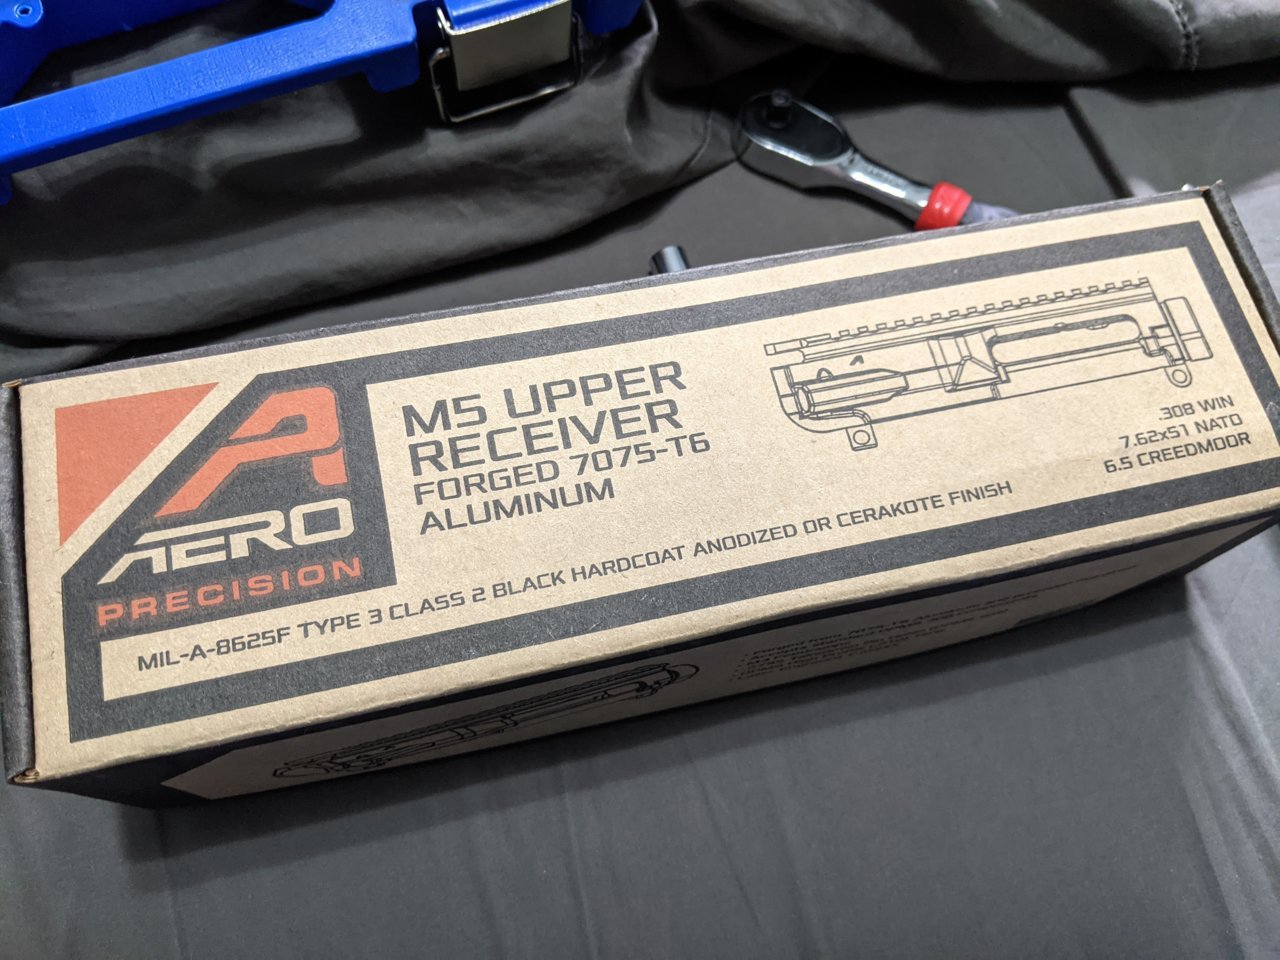 AERO
PRECISION
M5 UPPER
RECEIVER
FORGED 7075-T6
ALUMINUM
.308 WIN
7.62x51 NATO
6.5 CREEDMOOR
MIL-A-8625F TYPE 3 CLASS 2 BLACK HARDCOAT ANODIZED OR CERAKOTE FINISH